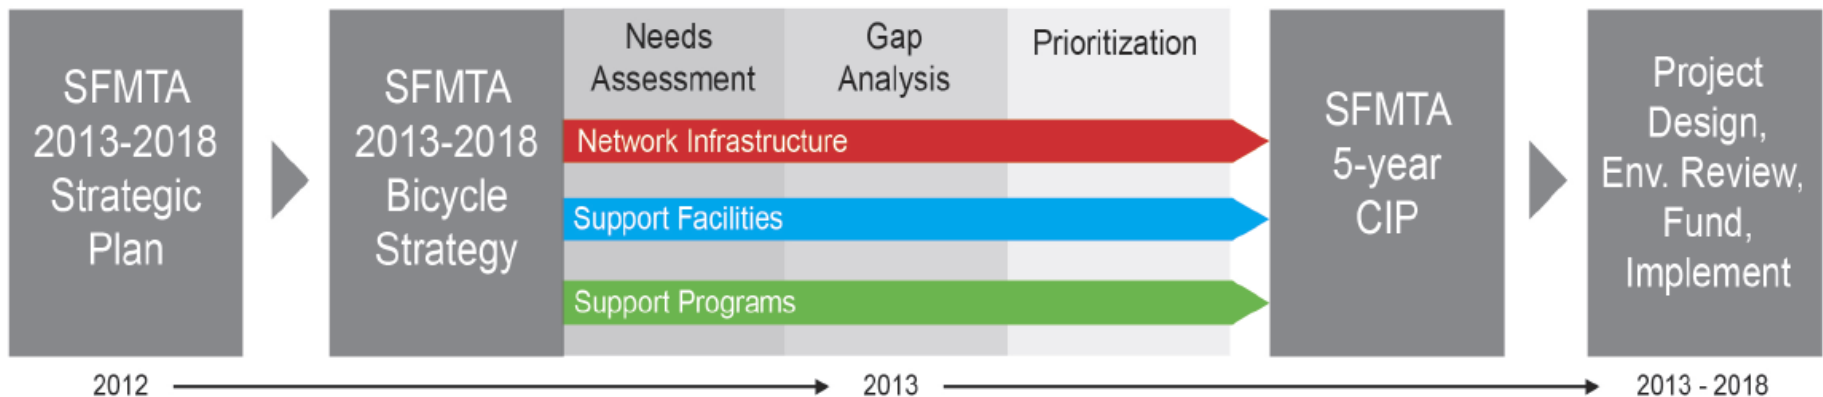 SFMTA
2013-2018
Strategic
Plan
SFMTA
2013-2018
Bicycle
Strategy
Needs
Assessment
Gap
Analysis
Prioritization
Network Infrastructure
Support Facilities
Support Programs
SFMTA
5-year
CIP
Project
Design,
Env. Review,
Fund,
Implement
2012
2013
2013 - 2018